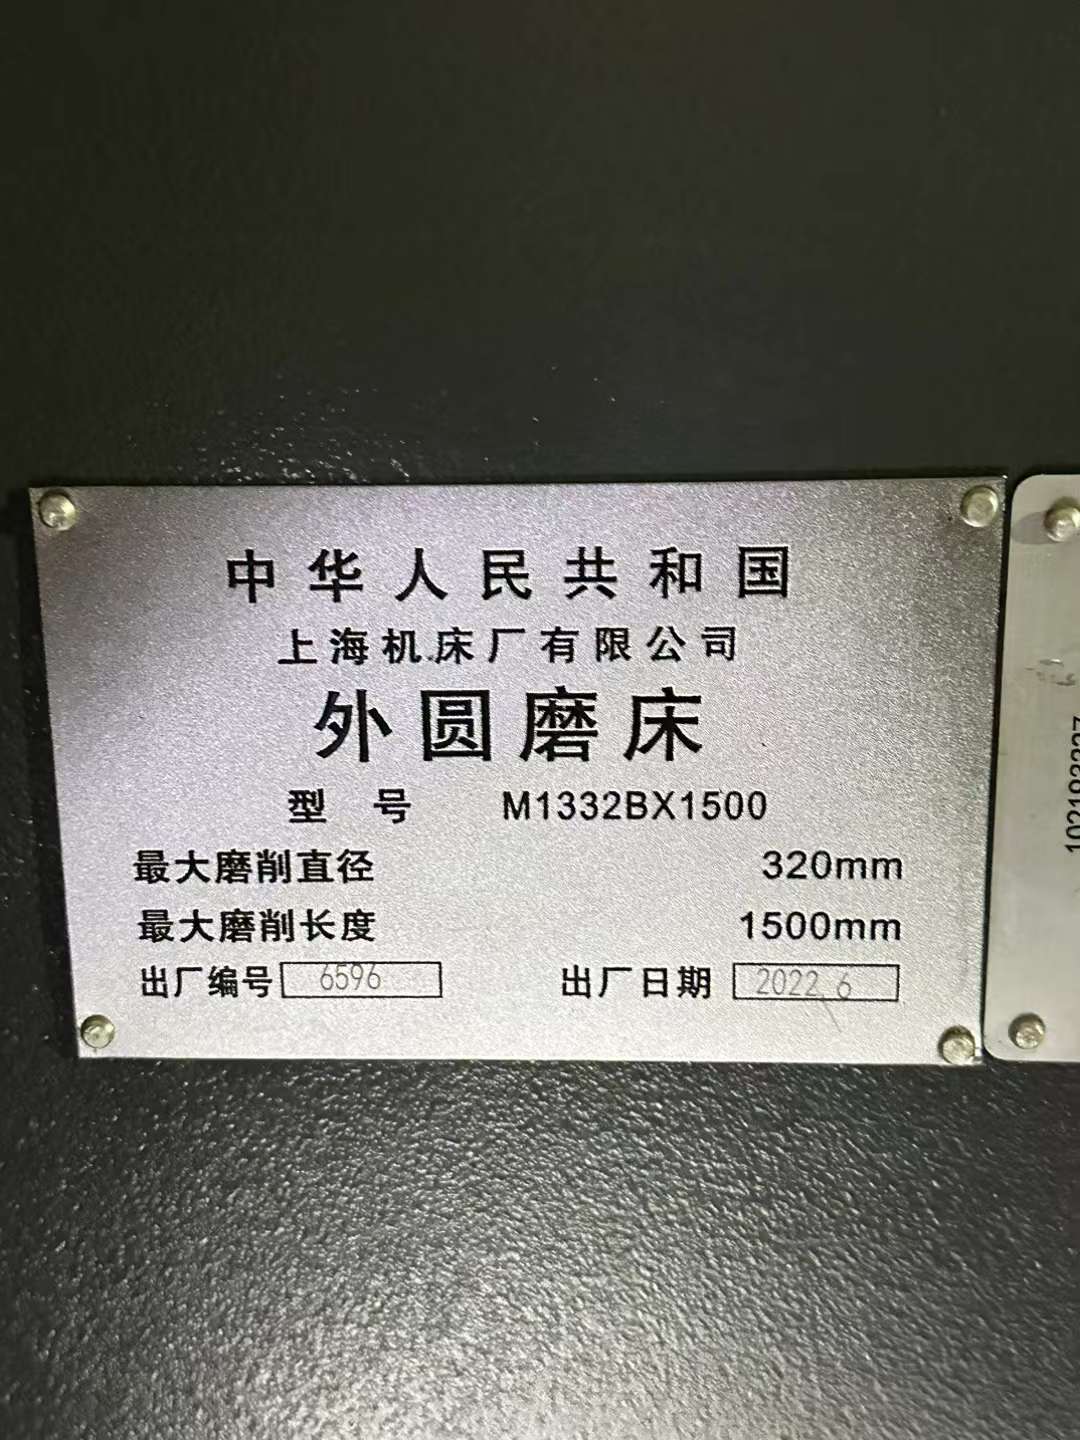 中华人民共和国
上海机床厂有限公司
外圆磨床
型 号 M1332BX1500
最大磨削直径 320mm
最大磨削长度 1500mm
出厂编号 6596 出厂日期 2022 6